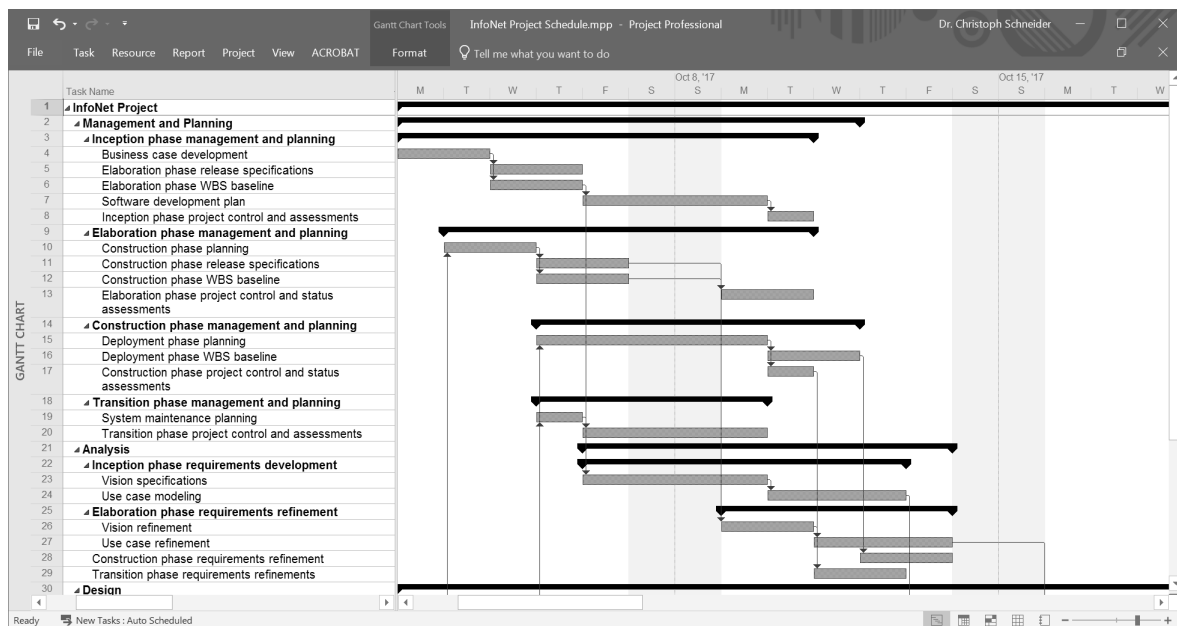 Gantt Chart Tools InfoNet Project Schedule.mpp - Project Professional Dr. Christoph Schneider
File Task Resource Report Project View ACROBAT Format Tell me what you want to do
Oct 8, '17 Oct 15, '17
Task Name M T W T F S S M T W T F S S M T W
1 InfoNet Project
2 Management and Planning
3 Inception phase management and planning
4 Business case development
5 Elaboration phase release specifications
6 Elaboration phase WBS baseline
7 Software development plan
8 Inception phase project control and assessments
9 Elaboration phase management and planning
10 Construction phase planning
11 Construction phase release specifications
12 Construction phase WBS baseline
13 Elaboration phase project control and status
assessments
14 Construction phase management and planning
15 Deployment phase planning
16 Deployment phase WBS baseline
17 Construction phase project control and status
assessments
18 Transition phase management and planning
19 System maintenance planning
20 Transition phase project control and assessments
21 Analysis
22 Inception phase requirements development
23 Vision specifications
24 Use case modeling
25 Elaboration phase requirements refinement
26 Vision refinement
27 Use case refinement
28 Construction phase requirements refinement
29 Transition phase requirements refinements
30 Design
GANTT CHART
Ready New Tasks : Auto Scheduled